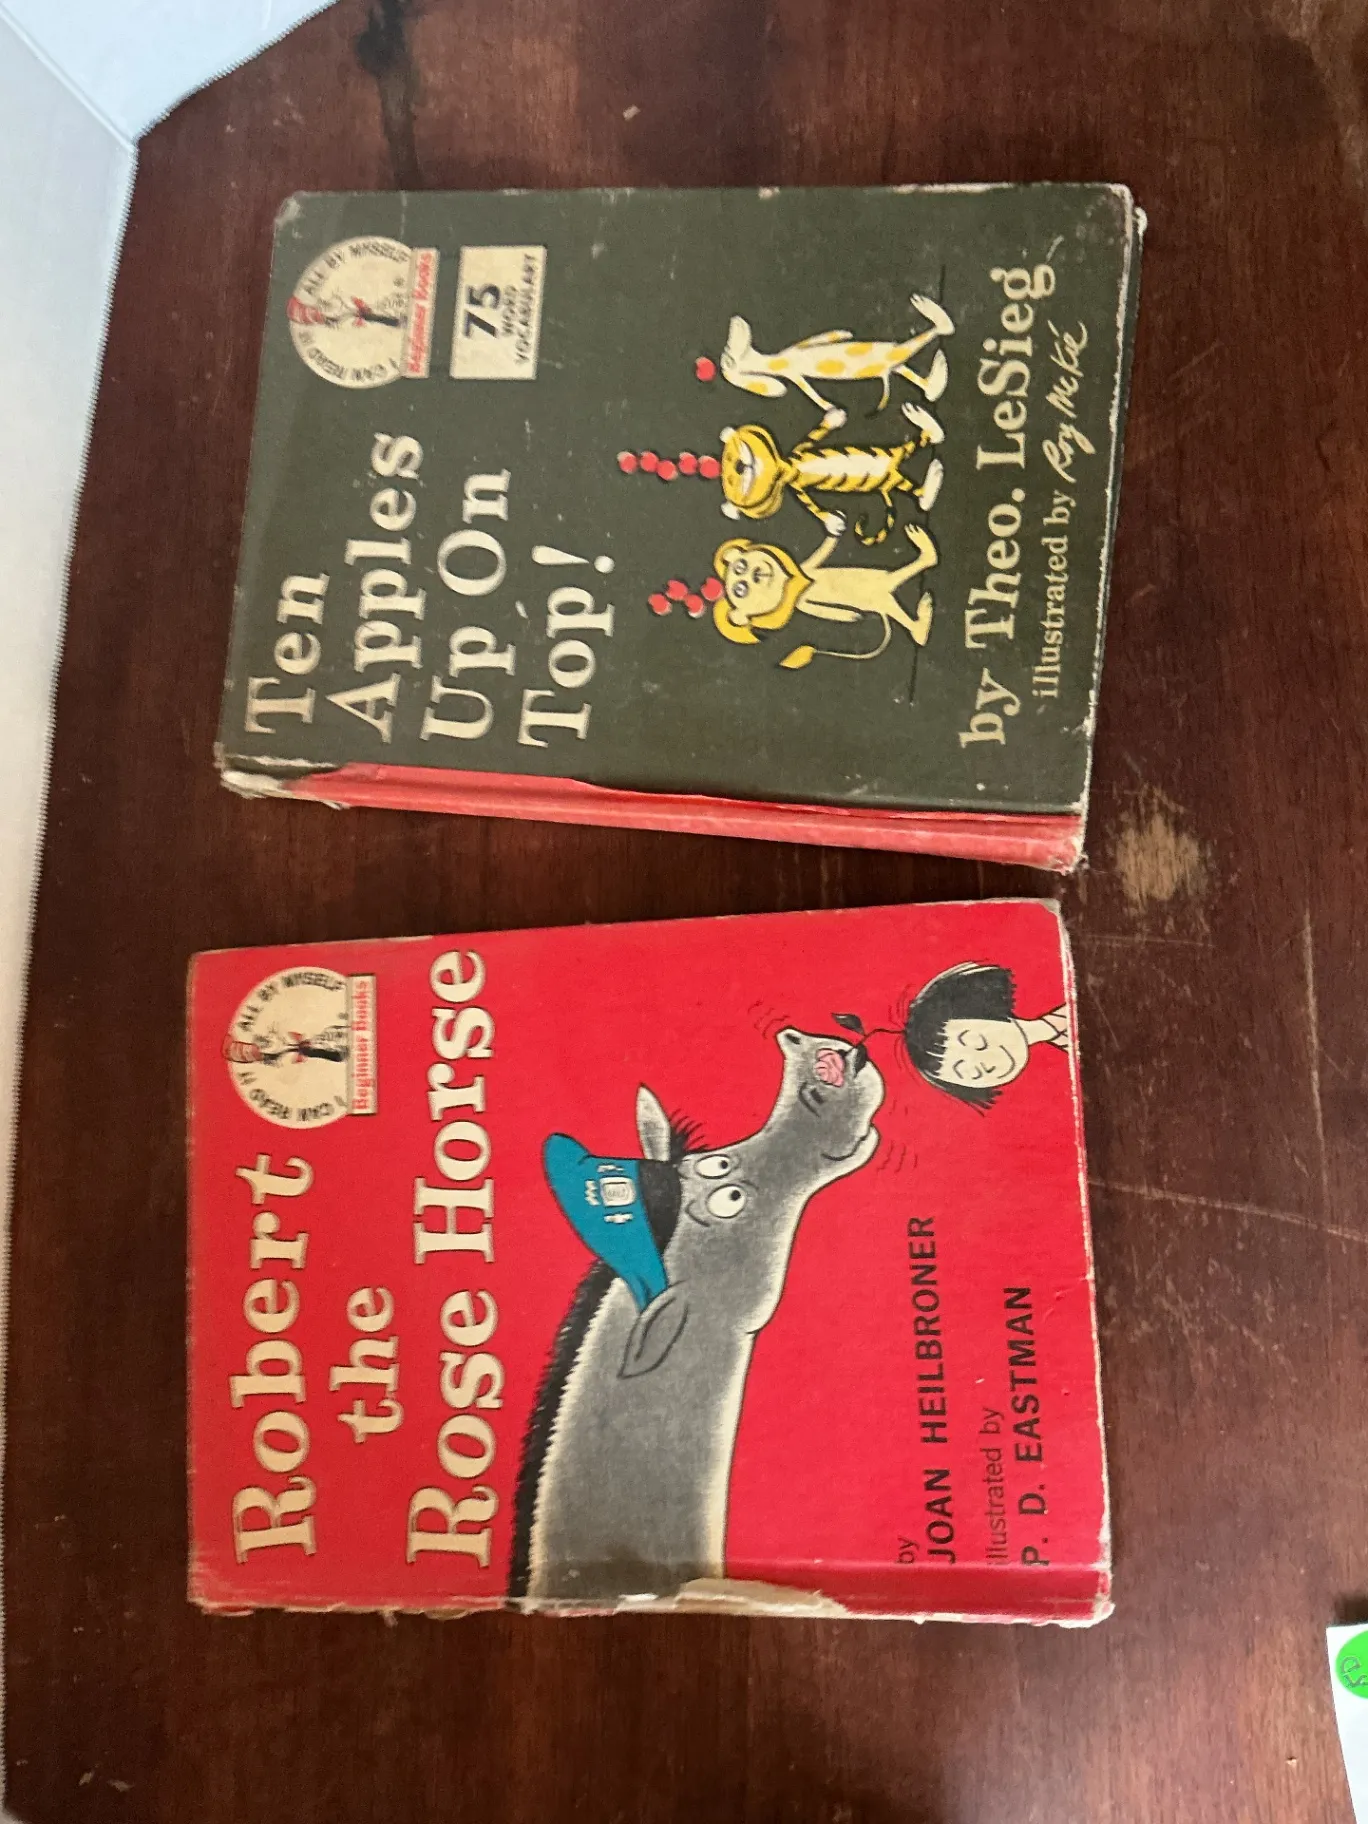 I CAN READ IT ALL BY MYSELF
Beginner Books
75
WORD
VOCABULARY
Ten
Apples
Up On
Top!
by Theo. LeSieg
illustrated by Roy McKié
I CAN READ IT ALL BY MYSELF
Beginner Books
Robert
the
Rose Horse
by
JOAN HEILBRONER
illustrated by
P. D. EASTMAN